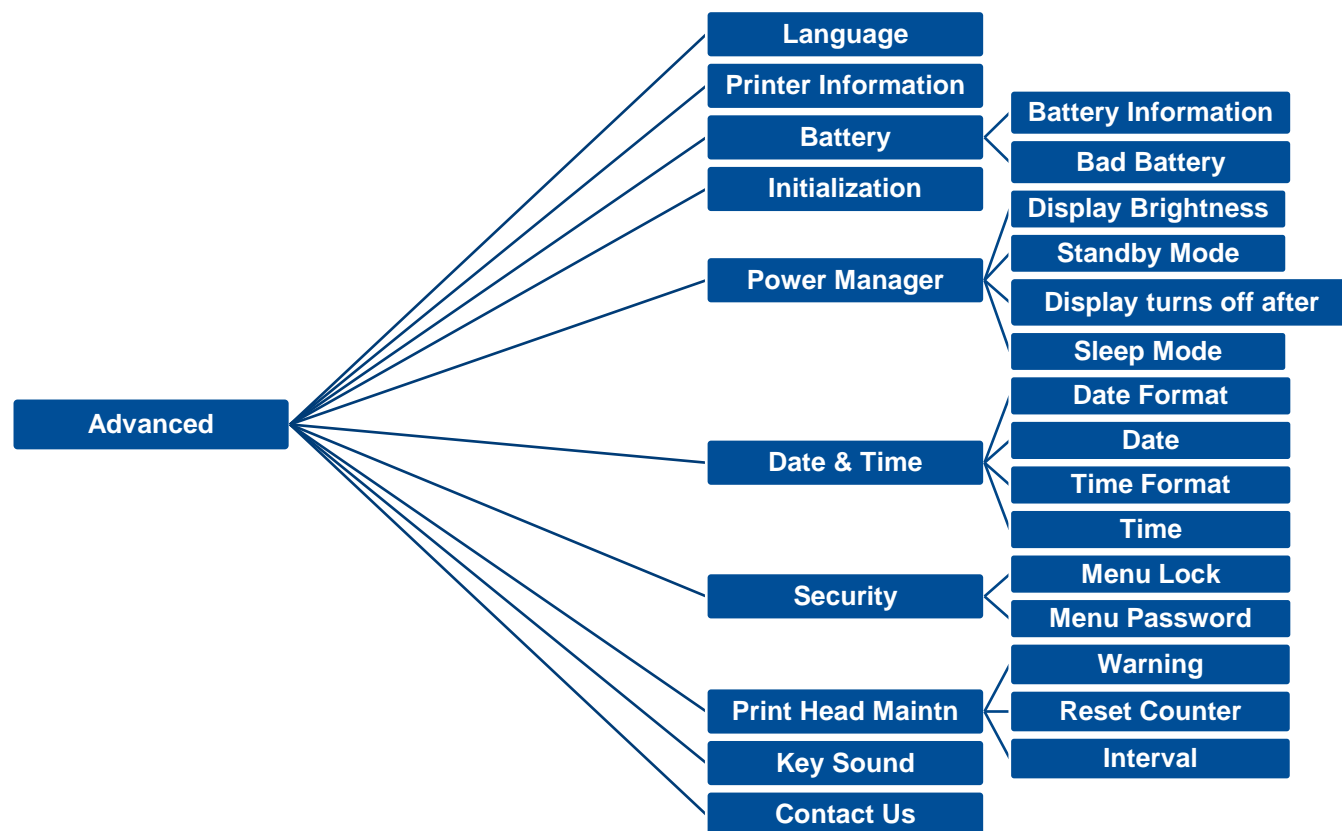 Advanced
Language
Printer Information
Battery
Battery Information
Bad Battery
Initialization
Power Manager
Display Brightness
Standby Mode
Display turns off after
Sleep Mode
Date & Time
Date Format
Date
Time Format
Time
Security
Menu Lock
Menu Password
Print Head Maintn
Warning
Reset Counter
Interval
Key Sound
Contact Us